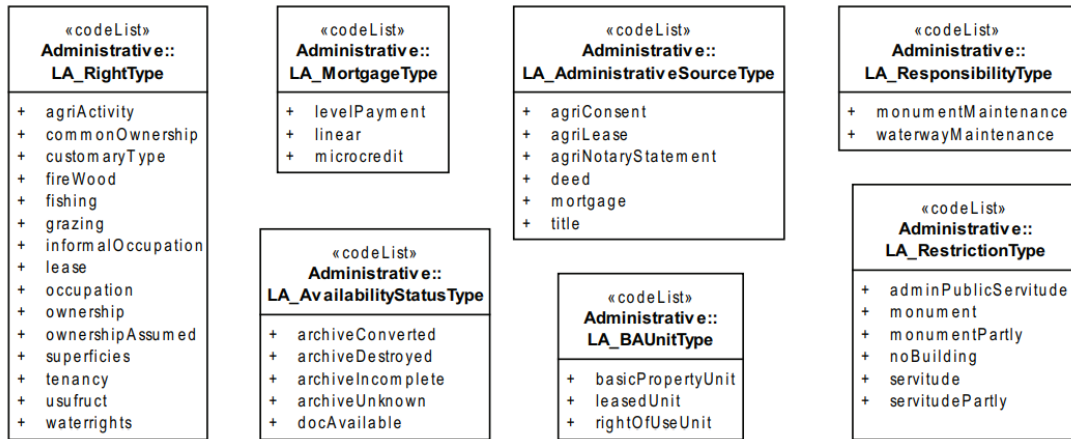 «codeList»
Administrative::
LA_RightType
+ agriActivity
+ commonOwnership
+ customaryType
+ fireWood
+ fishing
+ grazing
+ informalOccupation
+ lease
+ occupation
+ ownership
+ ownershipAssumed
+ superficies
+ tenancy
+ usufruct
+ waterrights
«codeList»
Administrative::
LA_MortgageType
+ levelPayment
+ linear
+ microcredit
«codeList»
Administrative::
LA_AvailabilityStatusType
+ archiveConverted
+ archiveDestroyed
+ archiveIncomplete
+ archiveUnknown
+ docAvailable
«codeList»
Administrative::
LA_AdministrativeSourceType
+ agriConsent
+ agriLease
+ agriNotaryStatement
+ deed
+ mortgage
+ title
«codeList»
Administrative::
LA_BAUnitType
+ basicPropertyUnit
+ leasedUnit
+ rightOfUseUnit
«codeList»
Administrative::
LA_ResponsibilityType
+ monumentMaintenance
+ waterwayMaintenance
«codeList»
Administrative::
LA_RestrictionType
+ adminPublicServitude
+ monument
+ monumentPartly
+ noBuilding
+ servitude
+ servitudePartly